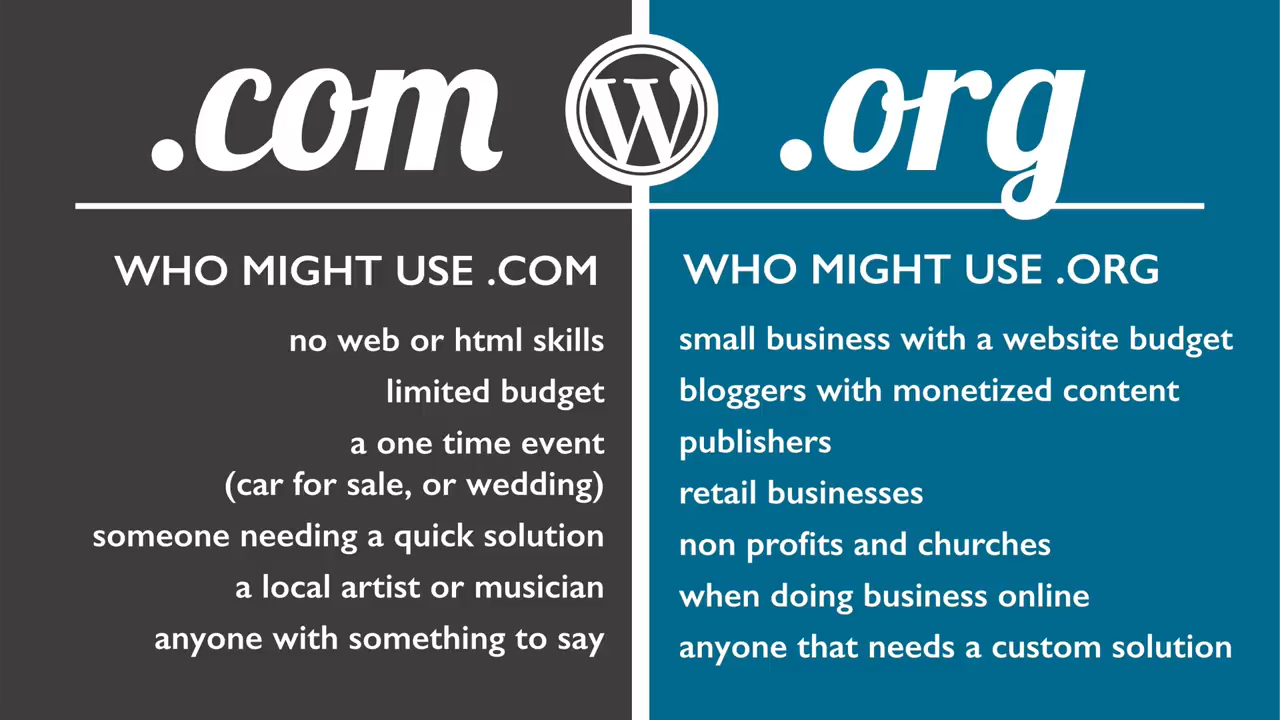 .com
W
.org
WHO MIGHT USE .COM
no web or html skills
limited budget
a one time event
(car for sale, or wedding)
someone needing a quick solution
a local artist or musician
anyone with something to say
WHO MIGHT USE .ORG
small business with a website budget
bloggers with monetized content
publishers
retail businesses
non profits and churches
when doing business online
anyone that needs a custom solution